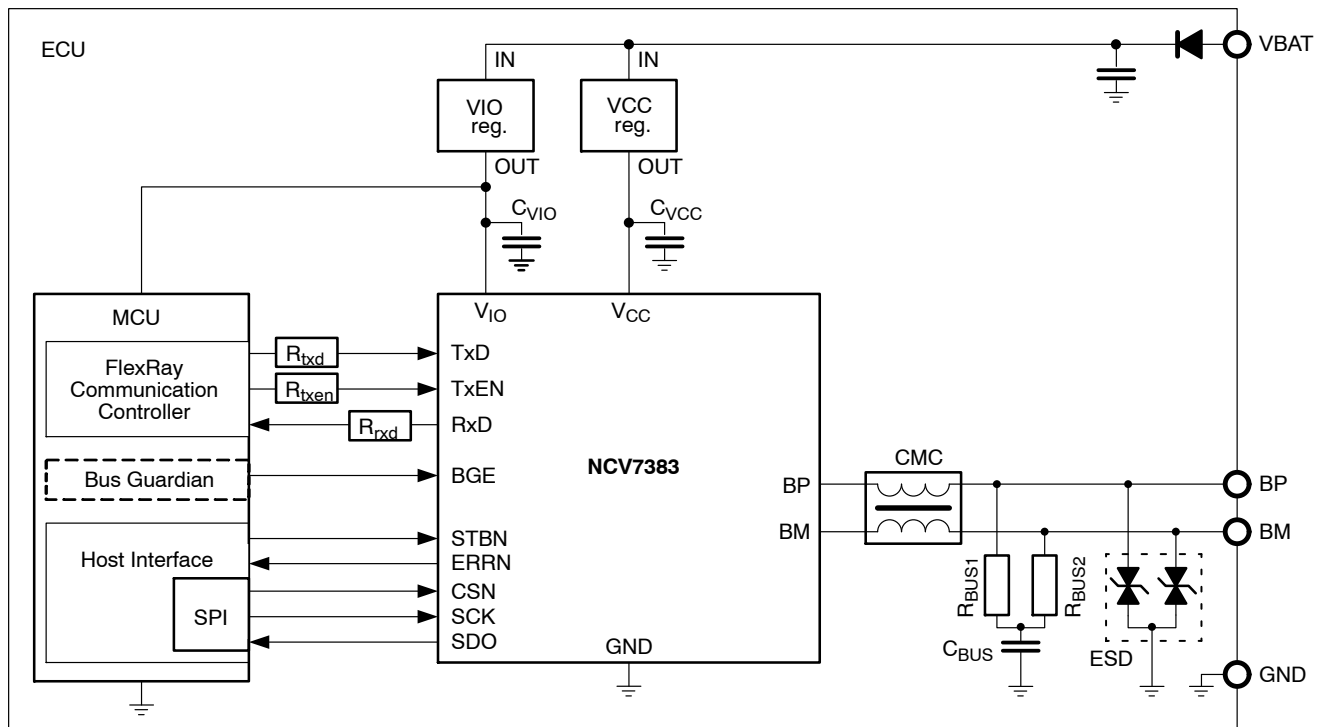 ECU
VBAT
IN
IN
VIO
reg.
VCC
reg.
OUT
OUT
CVIO
CVCC
MCU
VIO
VCC
FlexRay
Communication
Controller
Rtxd
TxD
Rtxen
TxEN
Rrxd
RxD
Bus Guardian
BGE
NCV7383
CMC
BP
BP
BM
BM
Host Interface
STBN
ERRN
SPI
CSN
SCK
SDO
GND
RBUS1
RBUS2
CBUS
ESD
GND